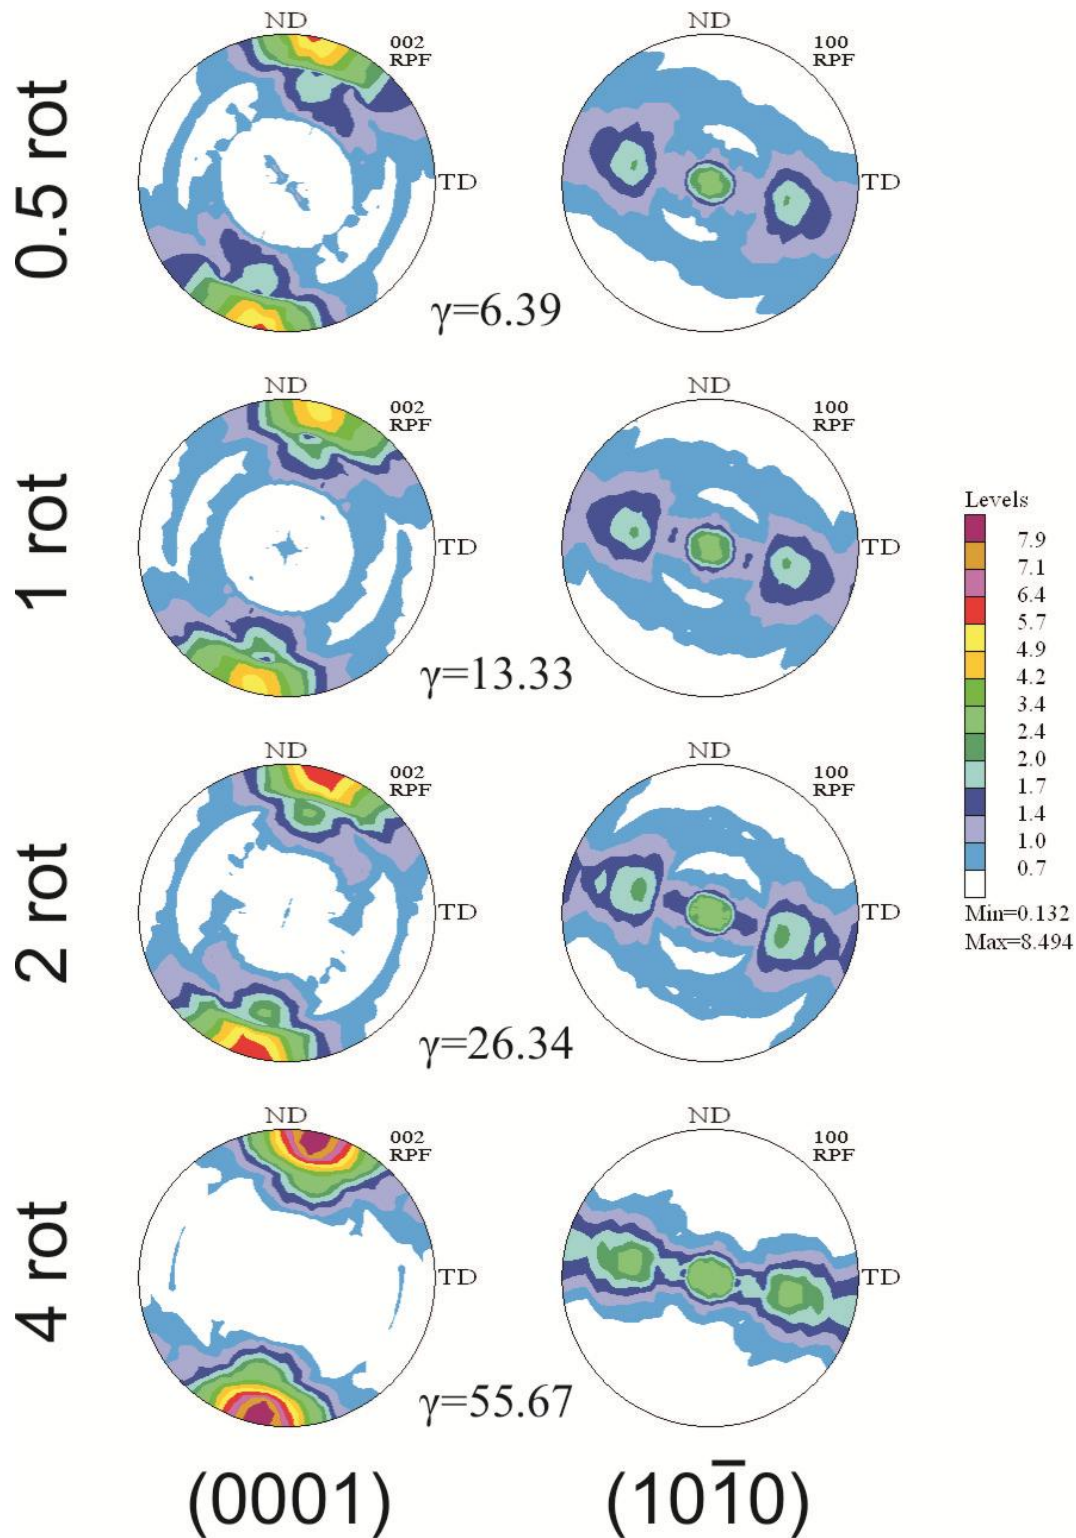 0.5 rot
ND
002
RPF
TD
ND
100
RPF
TD
γ=6.39
1 rot
ND
002
RPF
TD
ND
100
RPF
TD
γ=13.33
2 rot
ND
002
RPF
TD
ND
100
RPF
TD
γ=26.34
4 rot
ND
002
RPF
TD
ND
100
RPF
TD
γ=55.67
Levels
7.9
7.1
6.4
5.7
4.9
4.2
3.4
2.4
2.0
1.7
1.4
1.0
0.7
Min=0.132
Max=8.494
(0001)
(101̅0)